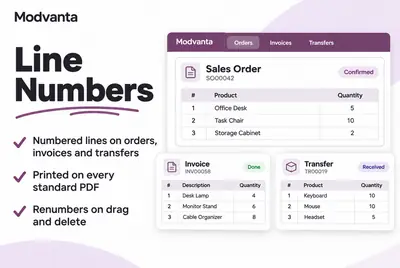 Modvanta
Line
Numbers
Numbered lines on orders,
invoices and transfers
Printed on every
standard PDF
Renumbers on drag
and delete
Modvanta Orders Invoices Transfers
Sales Order
SO00042
Confirmed
# Product Quantity
1 Office Desk 5
2 Task Chair 10
3 Storage Cabinet 2
Invoice
INV00058
Done
# Description Quantity
1 Desk Lamp 4
2 Monitor Stand 6
3 Cable Organizer 8
Transfer
TR00019
Received
# Product Quantity
1 Keyboard 10
2 Mouse 10
3 Headset 5